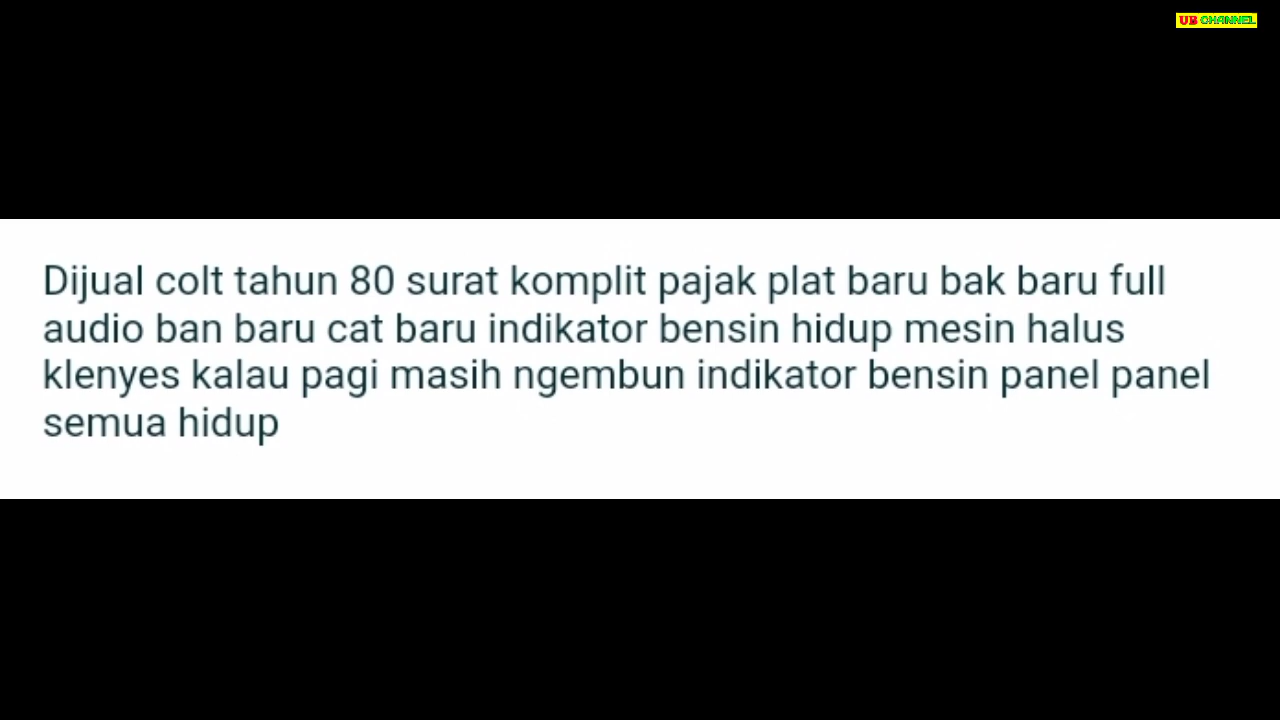 UB CHANNEL
Dijual colt tahun 80 surat komplit pajak plat baru bak baru full
audio ban baru cat baru indikator bensin hidup mesin halus
klenyes kalau pagi masih ngembun indikator bensin panel panel
semua hidup